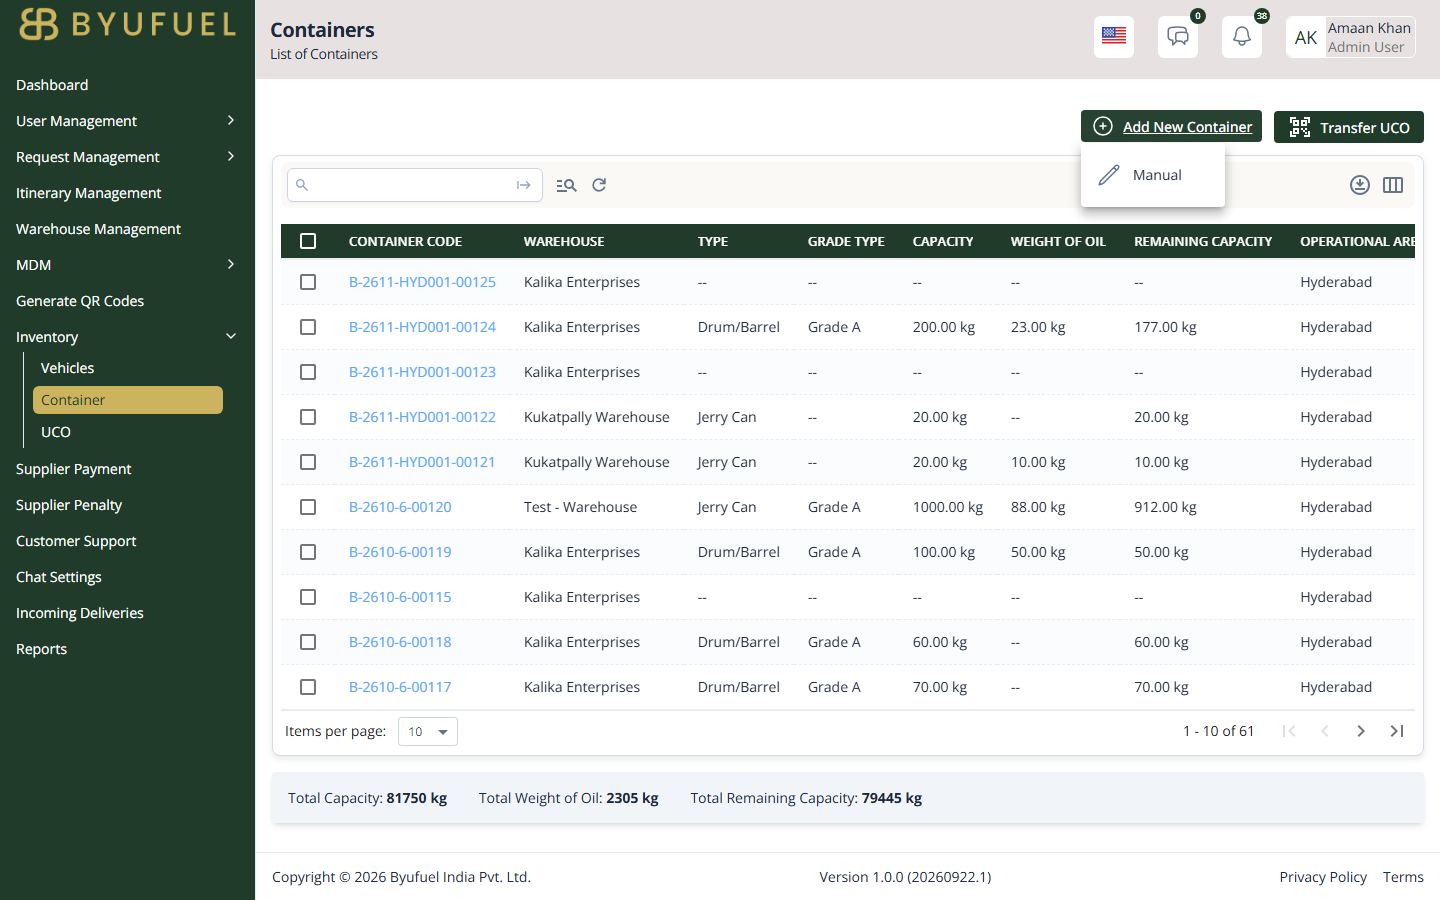 BYUFUEL
Containers
List of Containers
0
38
AK
Amaan Khan
Admin User
Dashboard
User Management
Request Management
Itinerary Management
Warehouse Management
MDM
Generate QR Codes
Inventory
Vehicles
Container
UCO
Supplier Payment
Supplier Penalty
Customer Support
Chat Settings
Incoming Deliveries
Reports
Add New Container
Transfer UCO
Manual
CONTAINER CODE WAREHOUSE TYPE GRADE TYPE CAPACITY WEIGHT OF OIL REMAINING CAPACITY OPERATIONAL ARE
B-2611-HYD001-00125 Kalika Enterprises -- -- -- -- -- Hyderabad
B-2611-HYD001-00124 Kalika Enterprises Drum/Barrel Grade A 200.00 kg 23.00 kg 177.00 kg Hyderabad
B-2611-HYD001-00123 Kalika Enterprises -- -- -- -- -- Hyderabad
B-2611-HYD001-00122 Kukatpally Warehouse Jerry Can -- 20.00 kg -- 20.00 kg Hyderabad
B-2611-HYD001-00121 Kukatpally Warehouse Jerry Can -- 20.00 kg 10.00 kg 10.00 kg Hyderabad
B-2610-6-00120 Test - Warehouse Jerry Can Grade A 1000.00 kg 88.00 kg 912.00 kg Hyderabad
B-2610-6-00119 Kalika Enterprises Drum/Barrel Grade A 100.00 kg 50.00 kg 50.00 kg Hyderabad
B-2610-6-00115 Kalika Enterprises -- -- -- -- -- Hyderabad
B-2610-6-00118 Kalika Enterprises Drum/Barrel Grade A 60.00 kg -- 60.00 kg Hyderabad
B-2610-6-00117 Kalika Enterprises Drum/Barrel Grade A 70.00 kg -- 70.00 kg Hyderabad
Items per page: 10 1 - 10 of 61
Total Capacity: 81750 kg Total Weight of Oil: 2305 kg Total Remaining Capacity: 79445 kg
Copyright © 2026 Byufuel India Pvt. Ltd. Version 1.0.0 (20260922.1) Privacy Policy Terms